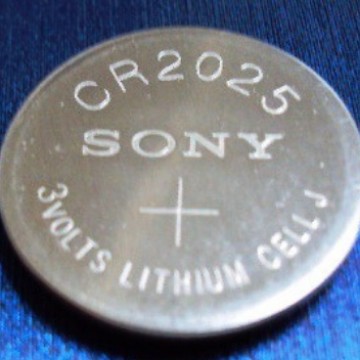 CR2025
SONY
+
3VOLTS LITHIUM CELL J